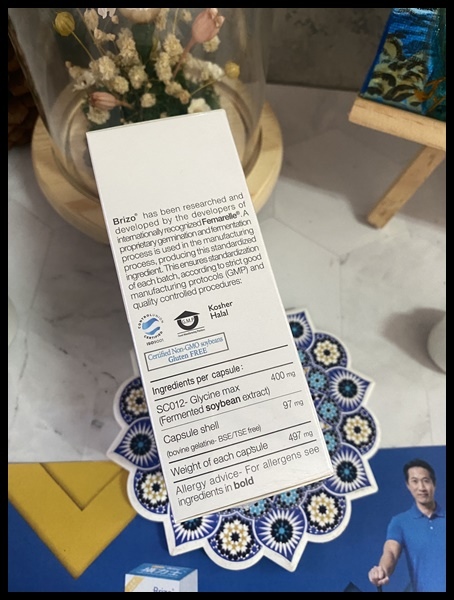 Brizo® has been researched and
developed by the developers of
internationally recognized Femarelle®. A
proprietary germination and fermentation
process is used in the manufacturing
process, producing this standardized
ingredient. This ensures standardization
of each batch, according to strict good
manufacturing protocols (GMP) and
quality controlled procedures:
GMP
Kosher
Halal
Certified Non-GMO soybeans
Gluten FREE
Ingredients per capsule:
SC012- Glycine max 400 mg
(Fermented soybean extract)
Capsule shell 97 mg
(bovine gelatine- BSE/TSE free)
Weight of each capsule 497 mg
Allergy advice- For allergens see
ingredients in bold
Brizo